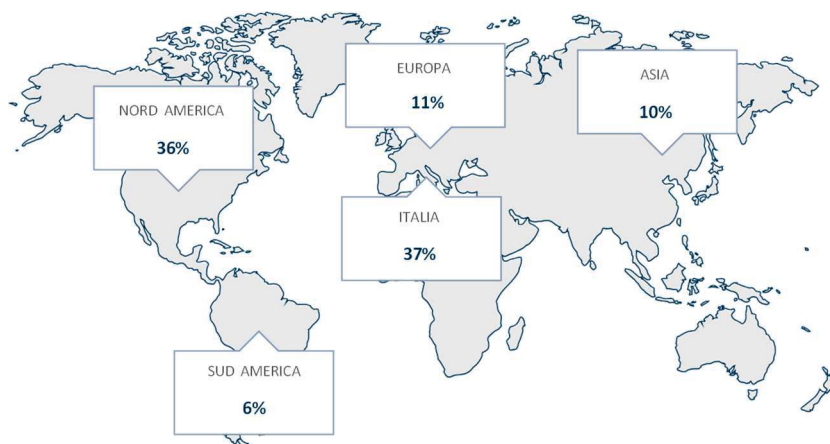 EUROPA
11%
ASIA
10%
NORD AMERICA
36%
ITALIA
37%
SUD AMERICA
6%